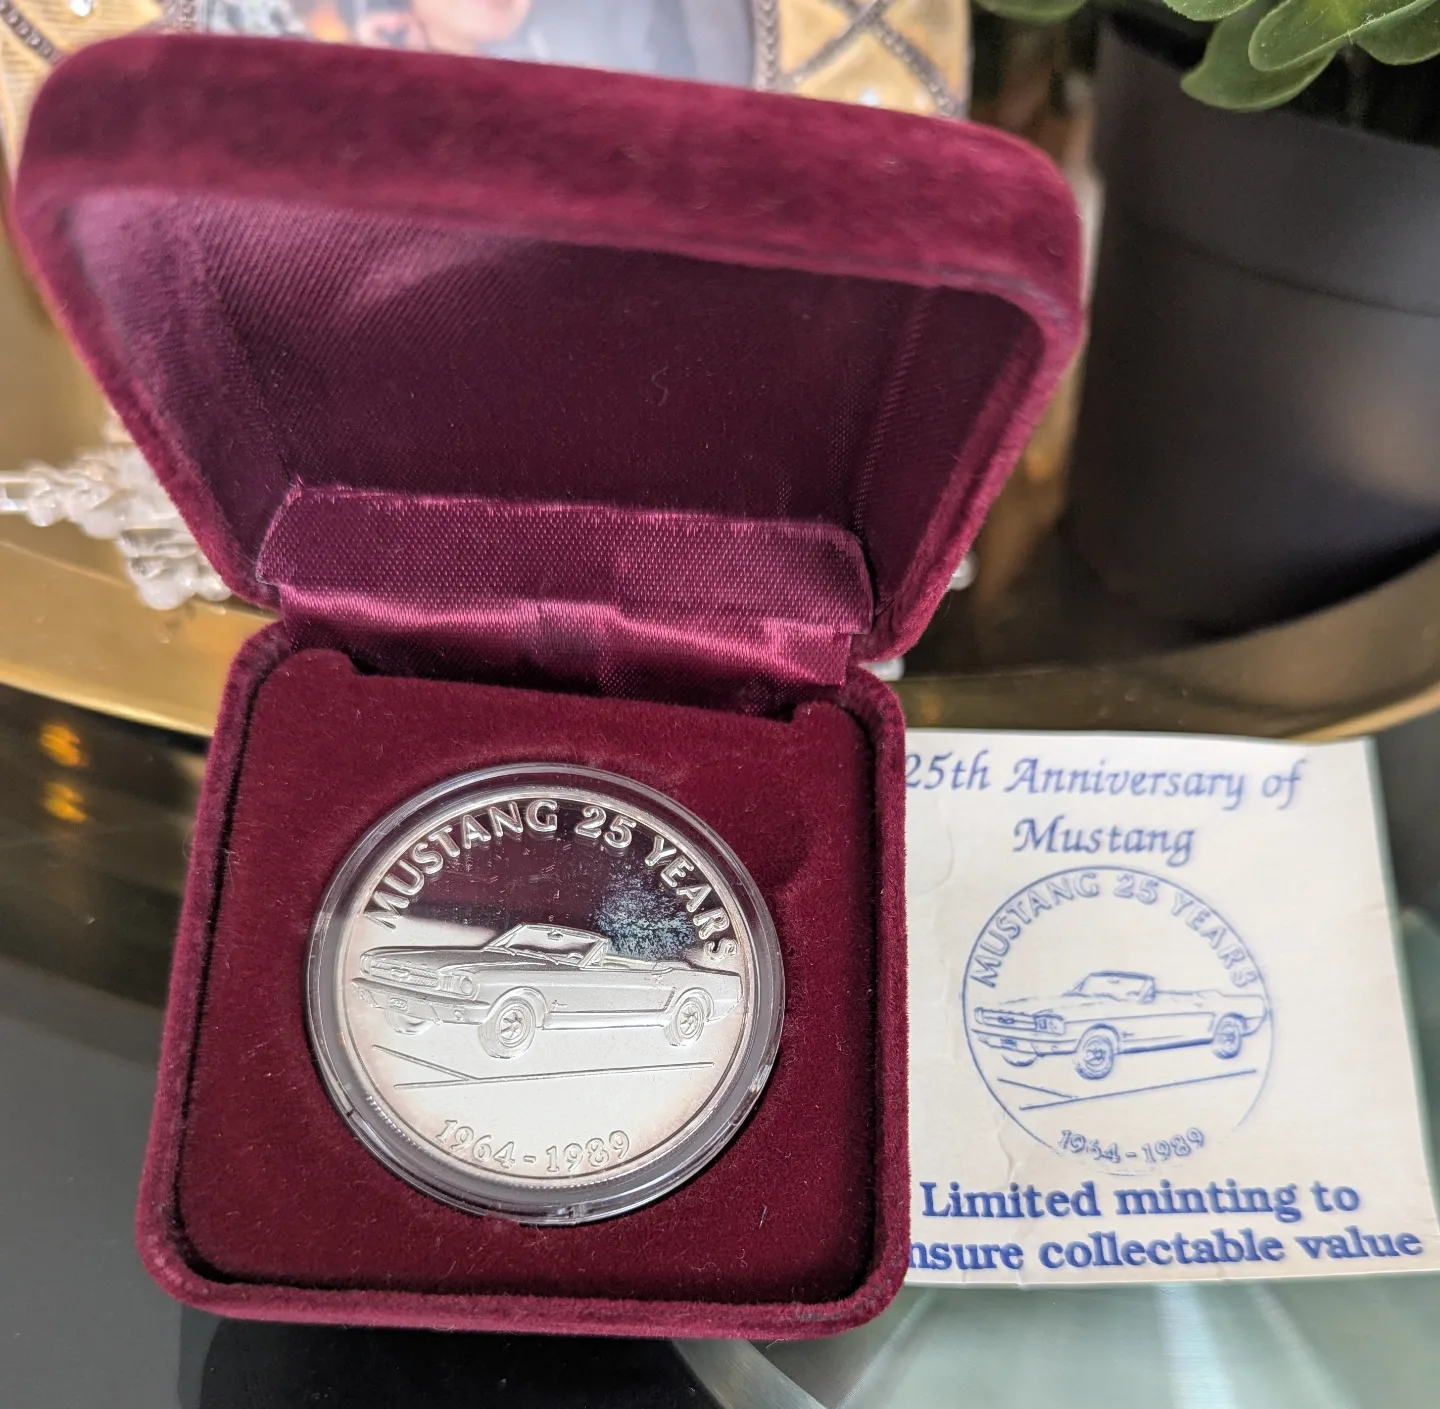 MUSTANG 25 YEARS
1964-1989
25th Anniversary of
Mustang
MUSTANG 25 YEARS
1964-1989
Limited minting to
nsure collectable value